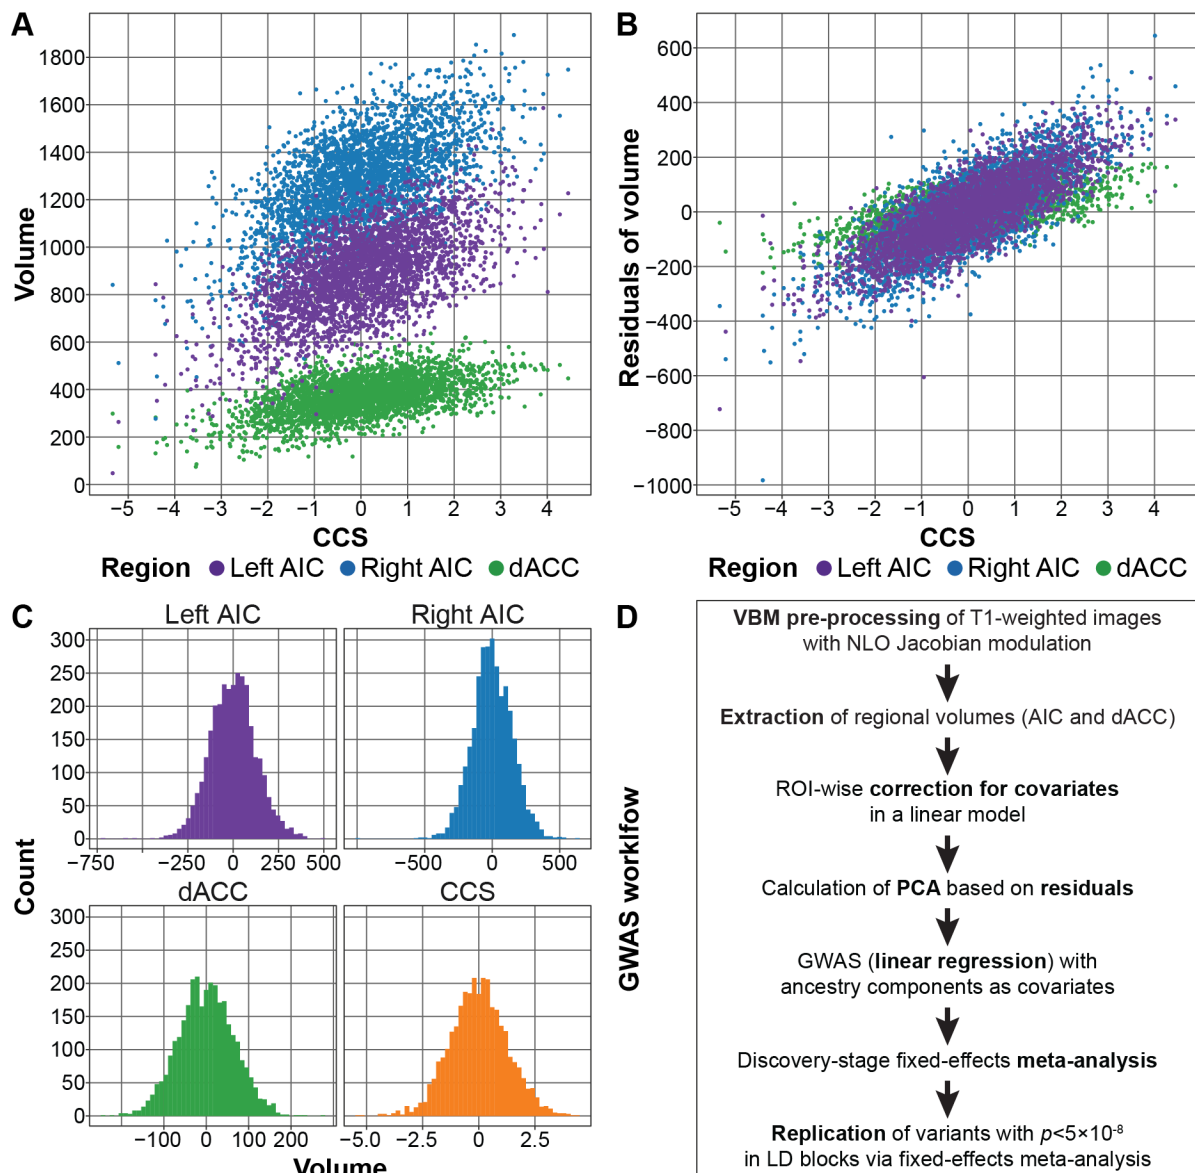 A
Volume
1800
1600
1400
1200
1000
800
600
400
200
0
−5 −4 −3 −2 −1 0 1 2 3 4
CCS
Region Left AIC Right AIC dACC
B
Residuals of volume
600
400
200
0
−200
−400
−600
−800
−1000
−5 −4 −3 −2 −1 0 1 2 3 4
CCS
Region Left AIC Right AIC dACC
C
Count
Left AIC
300
250
200
150
100
50
0
−750 −250 0 250 500
Right AIC
−500 0 500
dACC
300
250
200
150
100
50
0
−100 0 100 200
CCS
−5.0 −2.5 0 2.5
Volume
D
GWAS worklfow
VBM pre-processing of T1-weighted images
with NLO Jacobian modulation
Extraction of regional volumes (AIC and dACC)
ROI-wise correction for covariates
in a linear model
Calculation of PCA based on residuals
GWAS (linear regression) with
ancestry components as covariates
Discovery-stage fixed-effects meta-analysis
Replication of variants with p<5×10⁻⁸
in LD blocks via fixed-effects meta-analysis